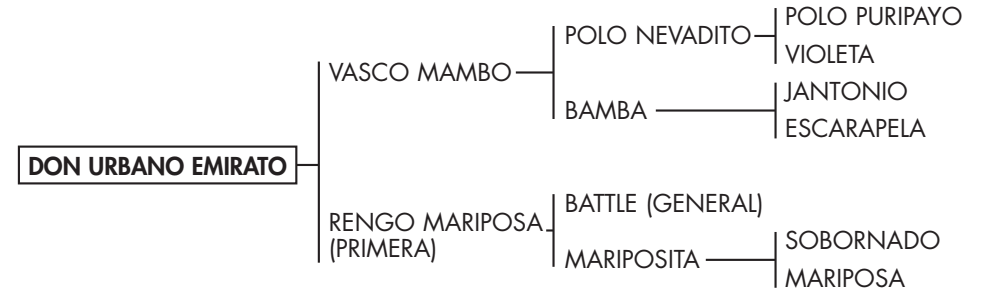 DON URBANO EMIRATO
VASCO MAMBO
POLO NEVADITO
POLO PURIPAYO
VIOLETA
BAMBA
JANTONIO
ESCARAPELA
RENGO MARIPOSA
(PRIMERA)
BATTLE (GENERAL)
MARIPOSITA
SOBORNADO
MARIPOSA